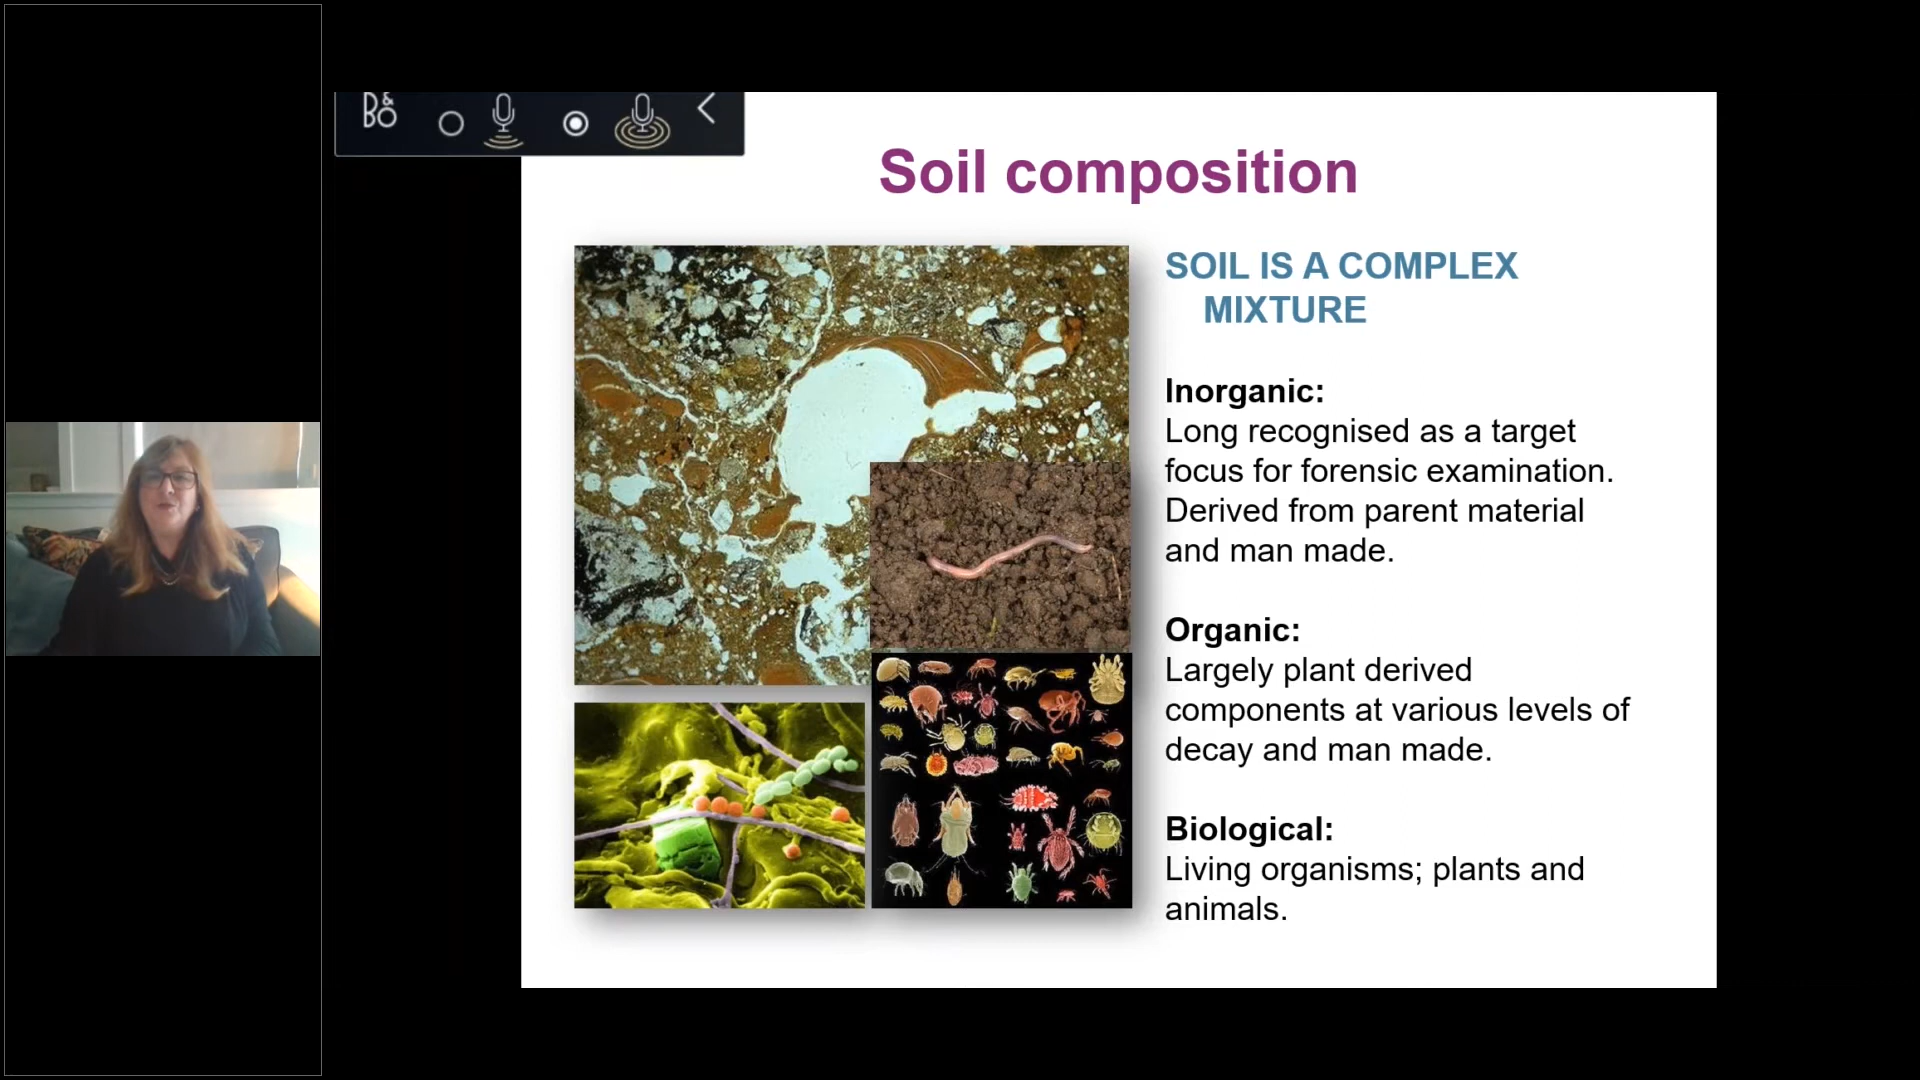 B&O
Soil composition
SOIL IS A COMPLEX
MIXTURE
Inorganic:
Long recognised as a target
focus for forensic examination.
Derived from parent material
and man made.
Organic:
Largely plant derived
components at various levels of
decay and man made.
Biological:
Living organisms; plants and
animals.